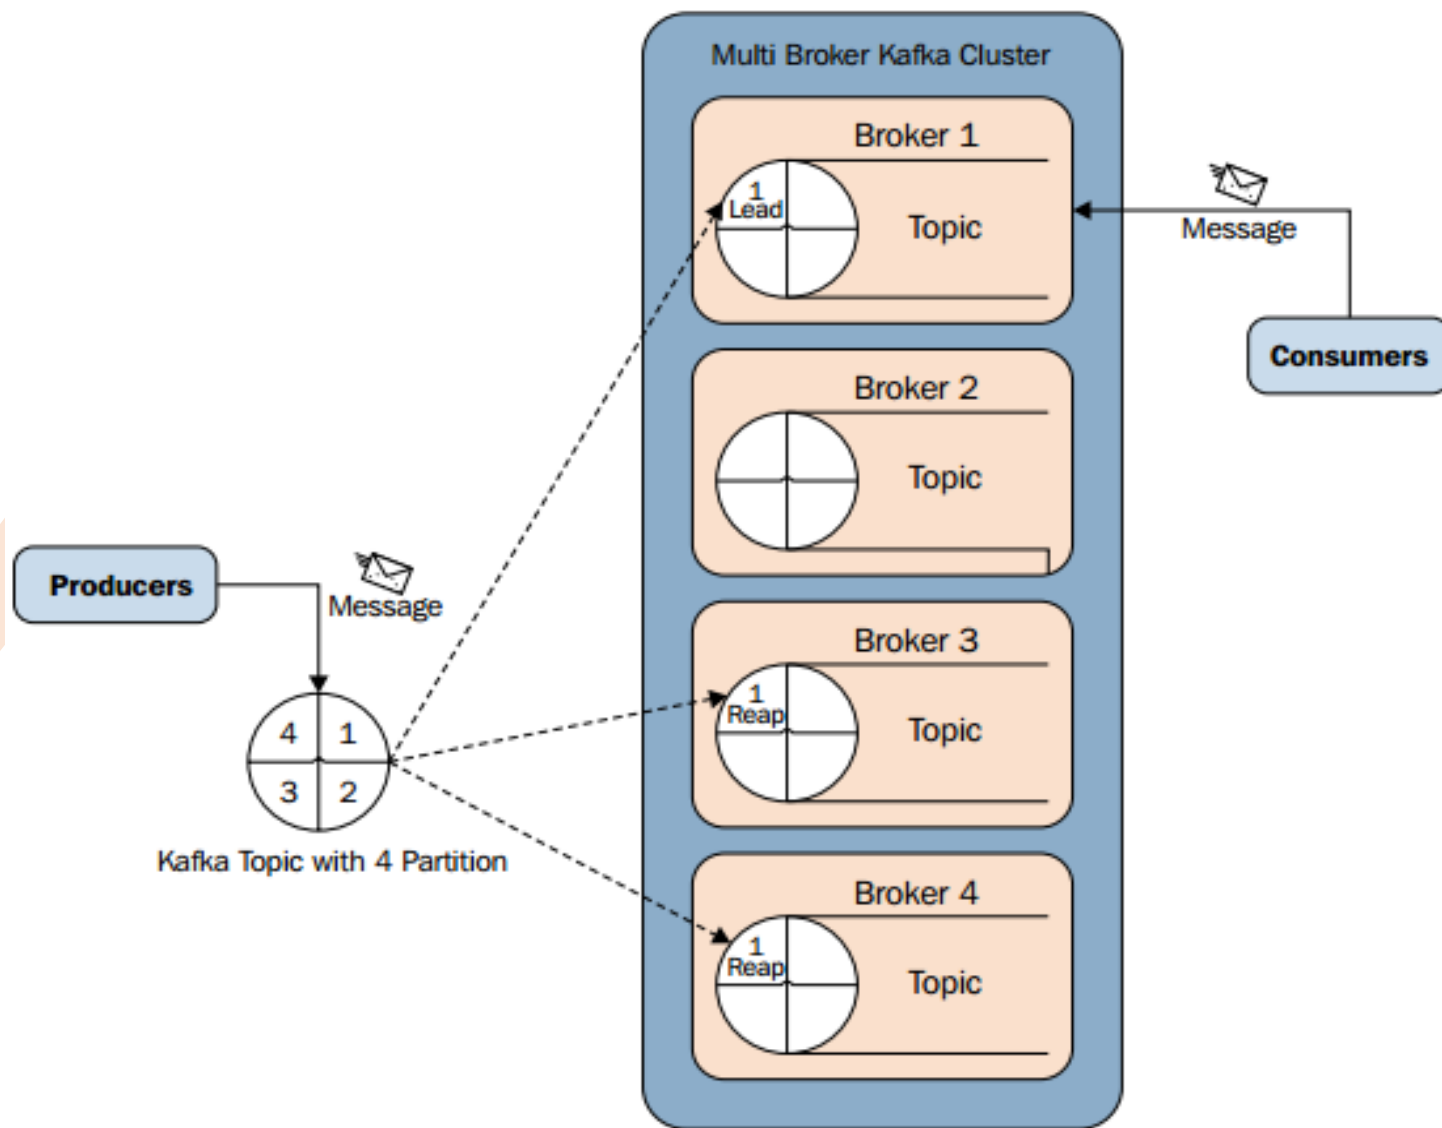 Multi Broker Kafka Cluster
Broker 1
1
Lead
Topic
Message
Consumers
Broker 2
Topic
Producers
Message
Broker 3
1
Reap
Topic
4 1
3 2
Kafka Topic with 4 Partition
Broker 4
1
Reap
Topic